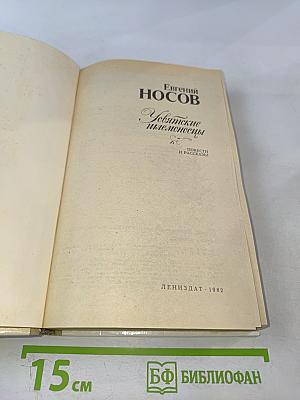 Евгений
НОСОВ
Усвятские
шлемоносцы
ПОВЕСТИ
И РАССКАЗЫ
ЛЕНИЗДАТ · 1982
15 см
БФ БИБЛИОФАН